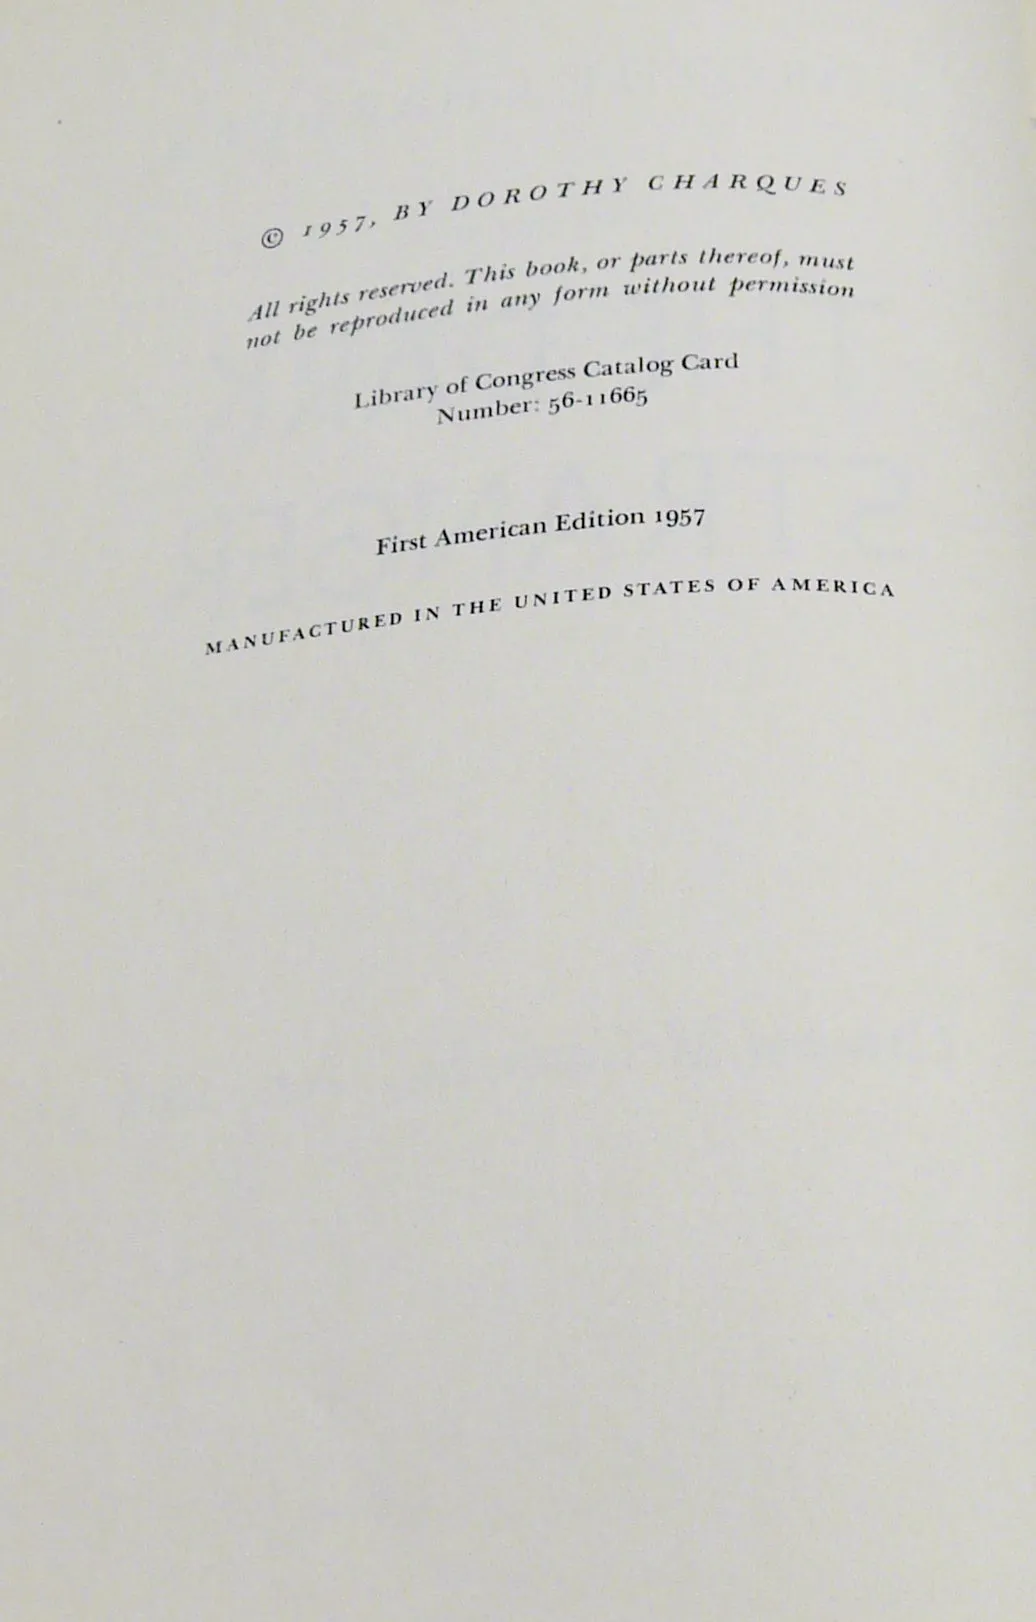 © 1957, BY DOROTHY CHARQUES
All rights reserved. This book, or parts thereof, must
not be reproduced in any form without permission
Library of Congress Catalog Card
Number: 56-11665
First American Edition 1957
MANUFACTURED IN THE UNITED STATES OF AMERICA